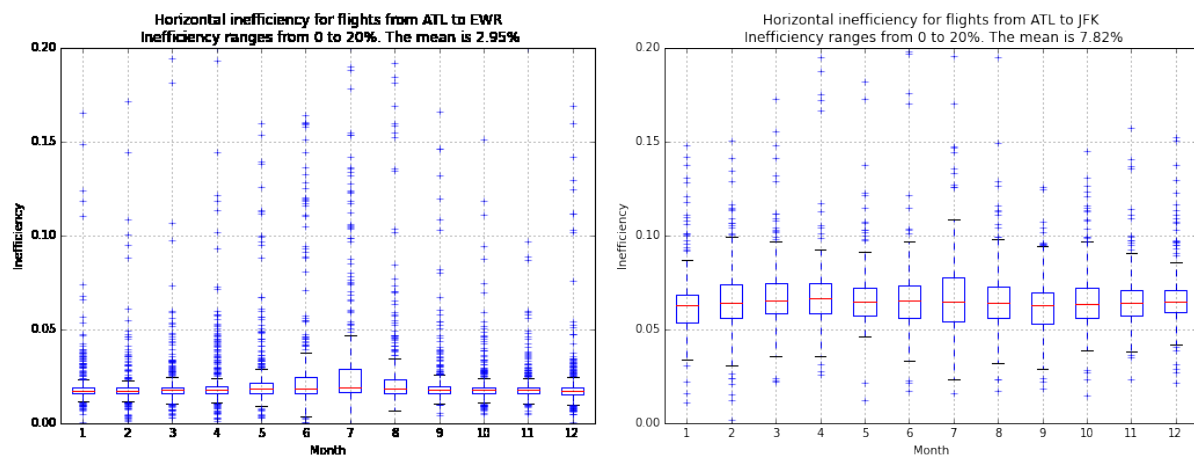 Horizontal inefficiency for flights from ATL to EWR
Inefficiency ranges from 0 to 20%. The mean is 2.95%
0.20
0.15
0.10
0.05
0.00
Inefficiency
1 2 3 4 5 6 7 8 9 10 11 12
Month
Horizontal inefficiency for flights from ATL to JFK
Inefficiency ranges from 0 to 20%. The mean is 7.82%
0.20
0.15
0.10
0.05
0.00
Inefficiency
1 2 3 4 5 6 7 8 9 10 11 12
Month